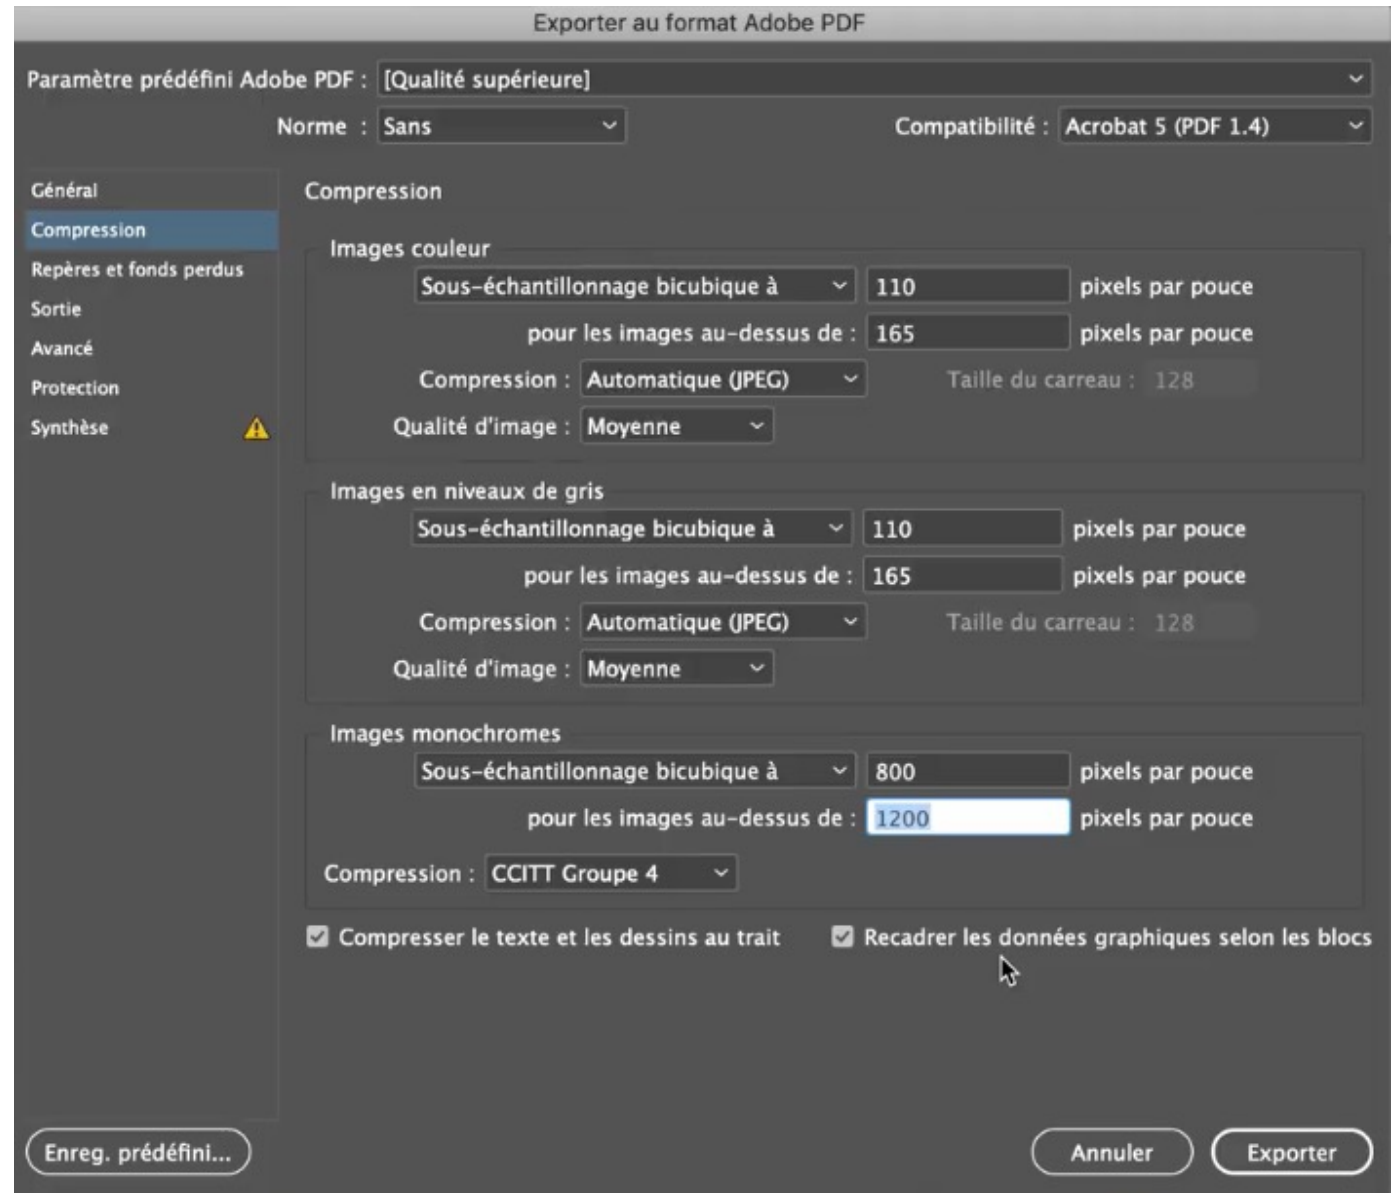 Exporter au format Adobe PDF
Paramètre prédéfini Adobe PDF : [Qualité supérieure]
Norme : Sans Compatibilité : Acrobat 5 (PDF 1.4)
Général
Compression
Repères et fonds perdus
Sortie
Avancé
Protection
Synthèse
Compression
Images couleur
Sous-échantillonnage bicubique à 110 pixels par pouce
pour les images au-dessus de : 165 pixels par pouce
Compression : Automatique (JPEG) Taille du carreau : 128
Qualité d'image : Moyenne
Images en niveaux de gris
Sous-échantillonnage bicubique à 110 pixels par pouce
pour les images au-dessus de : 165 pixels par pouce
Compression : Automatique (JPEG) Taille du carreau : 128
Qualité d'image : Moyenne
Images monochromes
Sous-échantillonnage bicubique à 800 pixels par pouce
pour les images au-dessus de : 1200 pixels par pouce
Compression : CCITT Groupe 4
Compresser le texte et les dessins au trait Recadrer les données graphiques selon les blocs
Enreg. prédéfini... Annuler Exporter